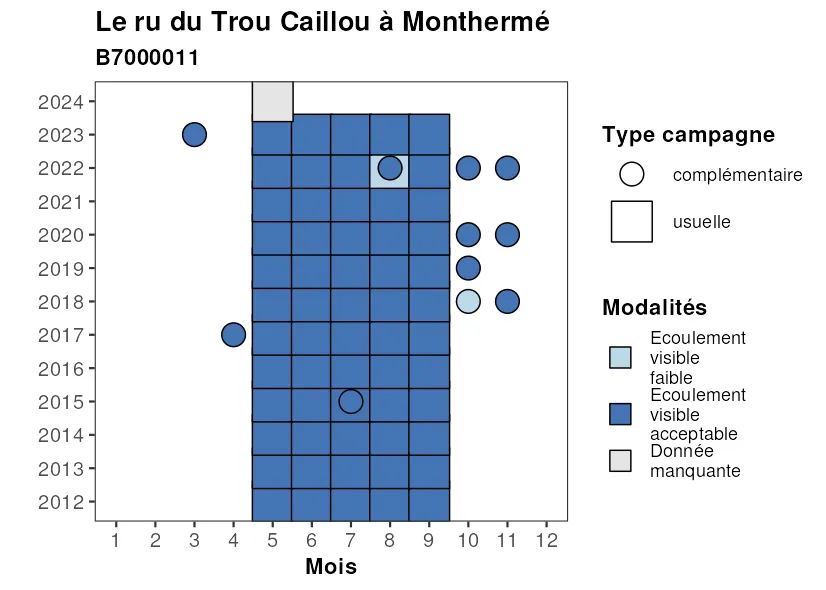 Le ru du Trou Caillou à Monthermé
B7000011
2024
2023
2022
2021
2020
2019
2018
2017
2016
2015
2014
2013
2012
1 2 3 4 5 6 7 8 9 10 11 12
Mois
Type campagne
complémentaire
usuelle
Modalités
Ecoulement
visible
faible
Ecoulement
visible
acceptable
Donnée
manquante